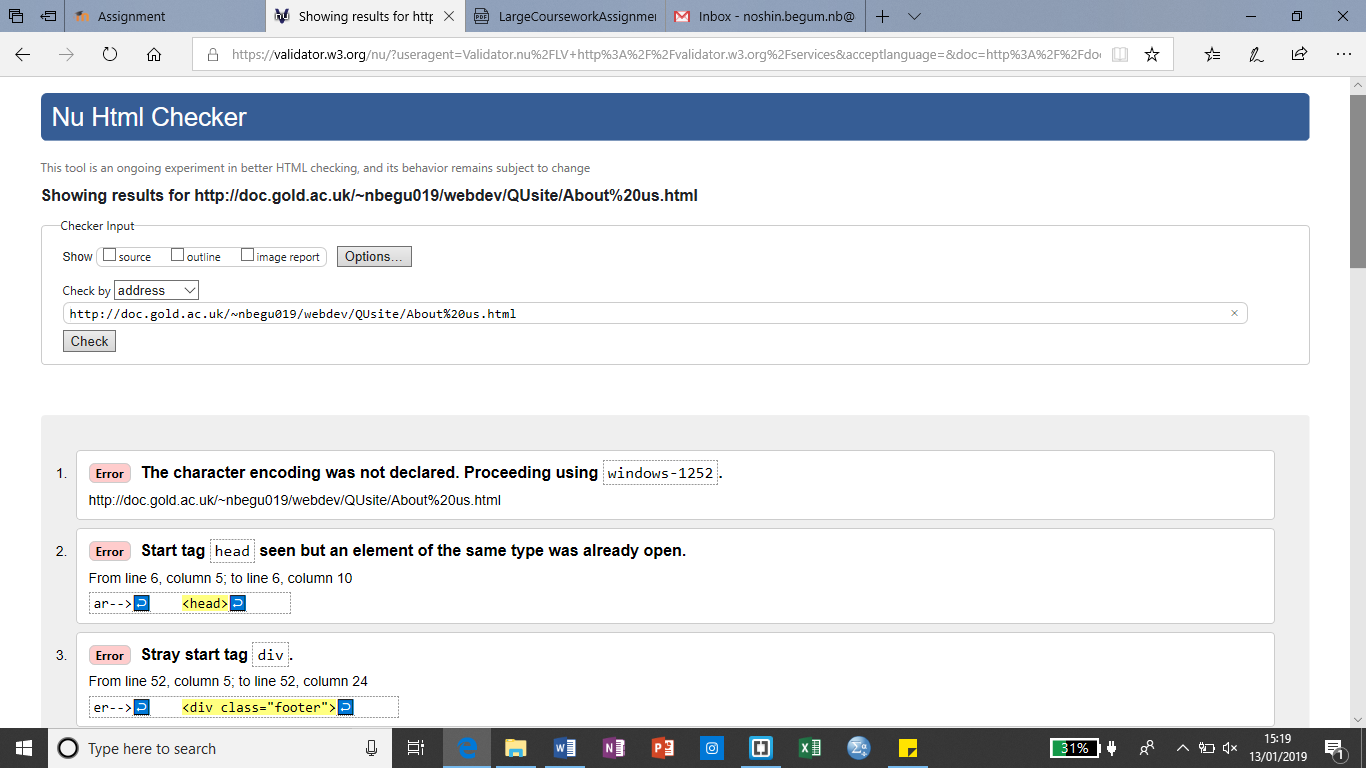 Assignment
Showing results for http
LargeCourseworkAssignmen
Inbox - noshin.begum.nb@
https://validator.w3.org/nu/?useragent=Validator.nu%2FLV+http%3A%2F%2Fvalidator.w3.org%2Fservices&acceptlanguage=&doc=http%3A%2F%2Fdo
Nu Html Checker
This tool is an ongoing experiment in better HTML checking, and its behavior remains subject to change
Showing results for http://doc.gold.ac.uk/~nbegu019/webdev/QUsite/About%20us.html
Checker Input
Show source outline image report Options...
Check by address
http://doc.gold.ac.uk/~nbegu019/webdev/QUsite/About%20us.html
Check
1. Error The character encoding was not declared. Proceeding using windows-1252.
http://doc.gold.ac.uk/~nbegu019/webdev/QUsite/About%20us.html
2. Error Start tag head seen but an element of the same type was already open.
From line 6, column 5; to line 6, column 10
ar--> <head>
3. Error Stray start tag div.
From line 52, column 5; to line 52, column 24
er--> <div class="footer">
Type here to search
31%
15:19
13/01/2019
1